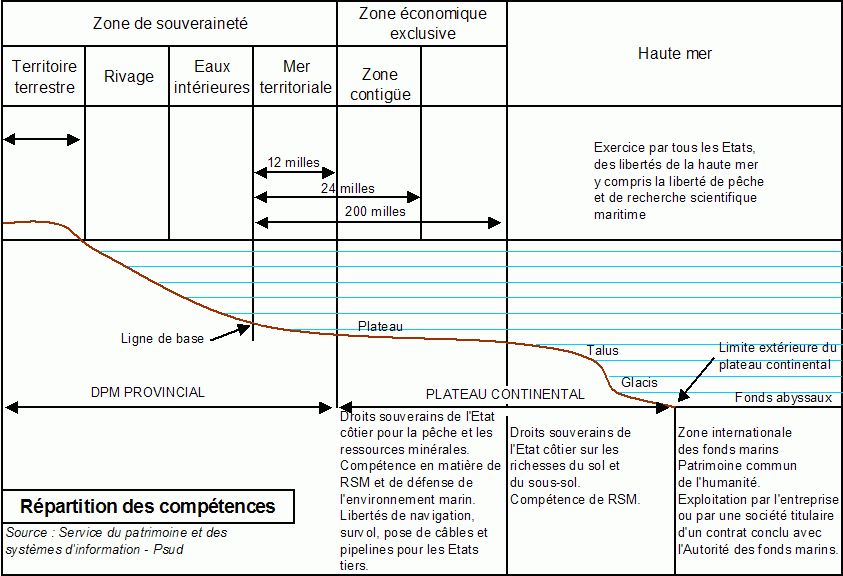 Zone de souveraineté
Zone économique
exclusive
Haute mer
Territoire
terrestre
Rivage
Eaux
intérieures
Mer
territoriale
Zone
contigüe
12 milles
24 milles
200 milles
Exercice par tous les Etats,
des libertés de la haute mer
y compris la liberté de pêche
et de recherche scientifique
maritime
Ligne de base
Plateau
Talus
Limite extérieure du
plateau continental
Glacis
Fonds abyssaux
DPM PROVINCIAL
PLATEAU CONTINENTAL
Droits souverains de l'Etat
côtier pour la pêche et les
ressources minérales.
Compétence en matière de
RSM et de défense de
l'environnement marin.
Libertés de navigation,
survol, pose de câbles et
pipelines pour les Etats
tiers.
Droits souverains de
l'Etat côtier sur les
richesses du sol et
du sous-sol.
Compétence de RSM.
Zone internationale
des fonds marins
Patrimoine commun
de l'humanité.
Exploitation par l'entreprise
ou par une société titulaire
d'un contrat conclu avec
l'Autorité des fonds marins.
Répartition des compétences
Source : Service du patrimoine et des
systèmes d'information - Psud